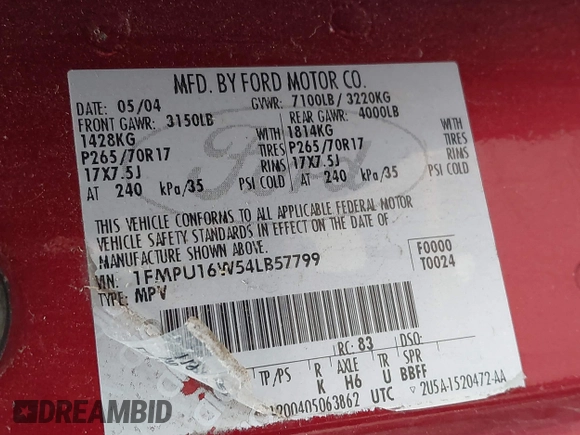 MFD. BY FORD MOTOR CO.
DATE: 05/04 GVWR: 7100LB/ 3220KG
FRONT GAWR: 3150LB REAR GAWR: 4000LB
1428KG WITH 1814KG WITH
P265/70R17 TIRES P265/70R17 TIRES
17X7.5J RIMS 17X7.5J RIMS
AT 240 kPa/35 PSI COLD AT 240 kPa/35 PSI COLD
THIS VEHICLE CONFORMS TO ALL APPLICABLE FEDERAL MOTOR
VEHICLE SAFETY STANDARDS IN EFFECT ON THE DATE OF
MANUFACTURE SHOWN ABOVE.
VIN: 1FMPU16W54LB57799 F0000
TYPE: MPV T0024
RC: 83 DSO:
TP/PS R AXLE TR SPR
K H6 U BBFF
200405063862 UTC 2U5A-1520472-AA
Ford
DREAMBID